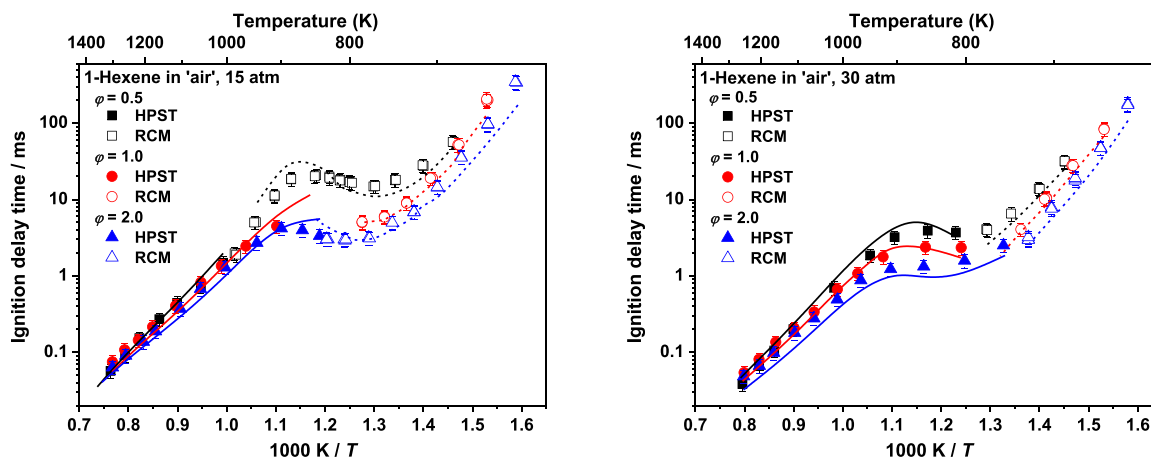 Temperature (K)
1400 1200 1000 800
1-Hexene in 'air', 15 atm
φ = 0.5
HPST
RCM
φ = 1.0
HPST
RCM
φ = 2.0
HPST
RCM
Ignition delay time / ms
100
10
1
0.1
0.7 0.8 0.9 1.0 1.1 1.2 1.3 1.4 1.5 1.6
1000 K / T
Temperature (K)
1400 1200 1000 800
1-Hexene in 'air', 30 atm
φ = 0.5
HPST
RCM
φ = 1.0
HPST
RCM
φ = 2.0
HPST
RCM
Ignition delay time / ms
100
10
1
0.1
0.7 0.8 0.9 1.0 1.1 1.2 1.3 1.4 1.5 1.6
1000 K / T